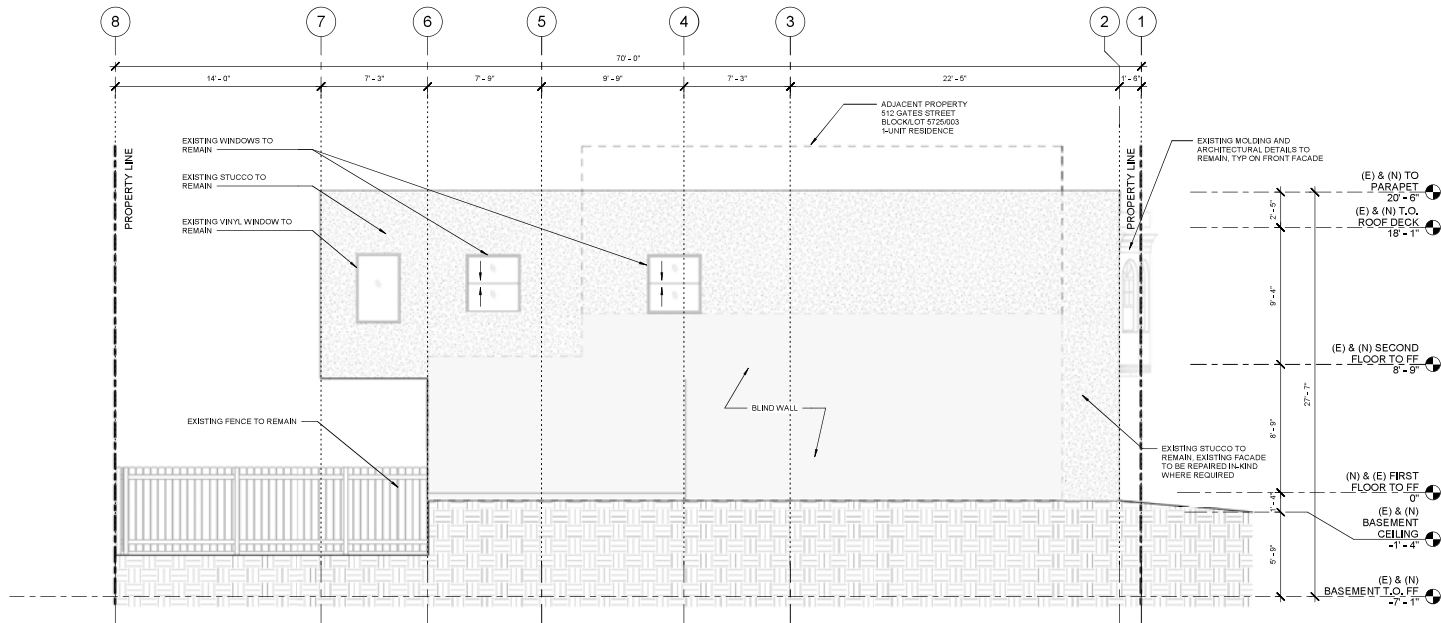 8
7
6
5
4
3
2
1
70' - 0"
14' - 0"
7' - 3"
7' - 9"
9' - 9"
7' - 3"
22' - 5"
1' - 6"
ADJACENT PROPERTY
512 GATES STREET
BLOCK/LOT 5725/003
1-UNIT RESIDENCE
EXISTING WINDOWS TO
REMAIN
EXISTING STUCCO TO
REMAIN
EXISTING VINYL WINDOW TO
REMAIN
PROPERTY LINE
EXISTING FENCE TO REMAIN
BLIND WALL
PROPERTY LINE
EXISTING MOLDING AND
ARCHITECTURAL DETAILS TO
REMAIN, TYP ON FRONT FACADE
EXISTING STUCCO TO
REMAIN, EXISTING FACADE
TO BE REPAIRED IN-KIND
WHERE REQUIRED
(E) & (N) TO
PARAPET
20' - 6"
(E) & (N) T.O.
ROOF DECK
18' - 1"
(E) & (N) SECOND
FLOOR TO FF
8' - 9"
(N) & (E) FIRST
FLOOR TO FF
0"
(E) & (N)
BASEMENT
CEILING
-1' - 4"
(E) & (N)
BASEMENT T.O. FF
-7' - 1"
2' - 5"
9' - 4"
8' - 9"
1' - 4"
5' - 9"
27' - 7"